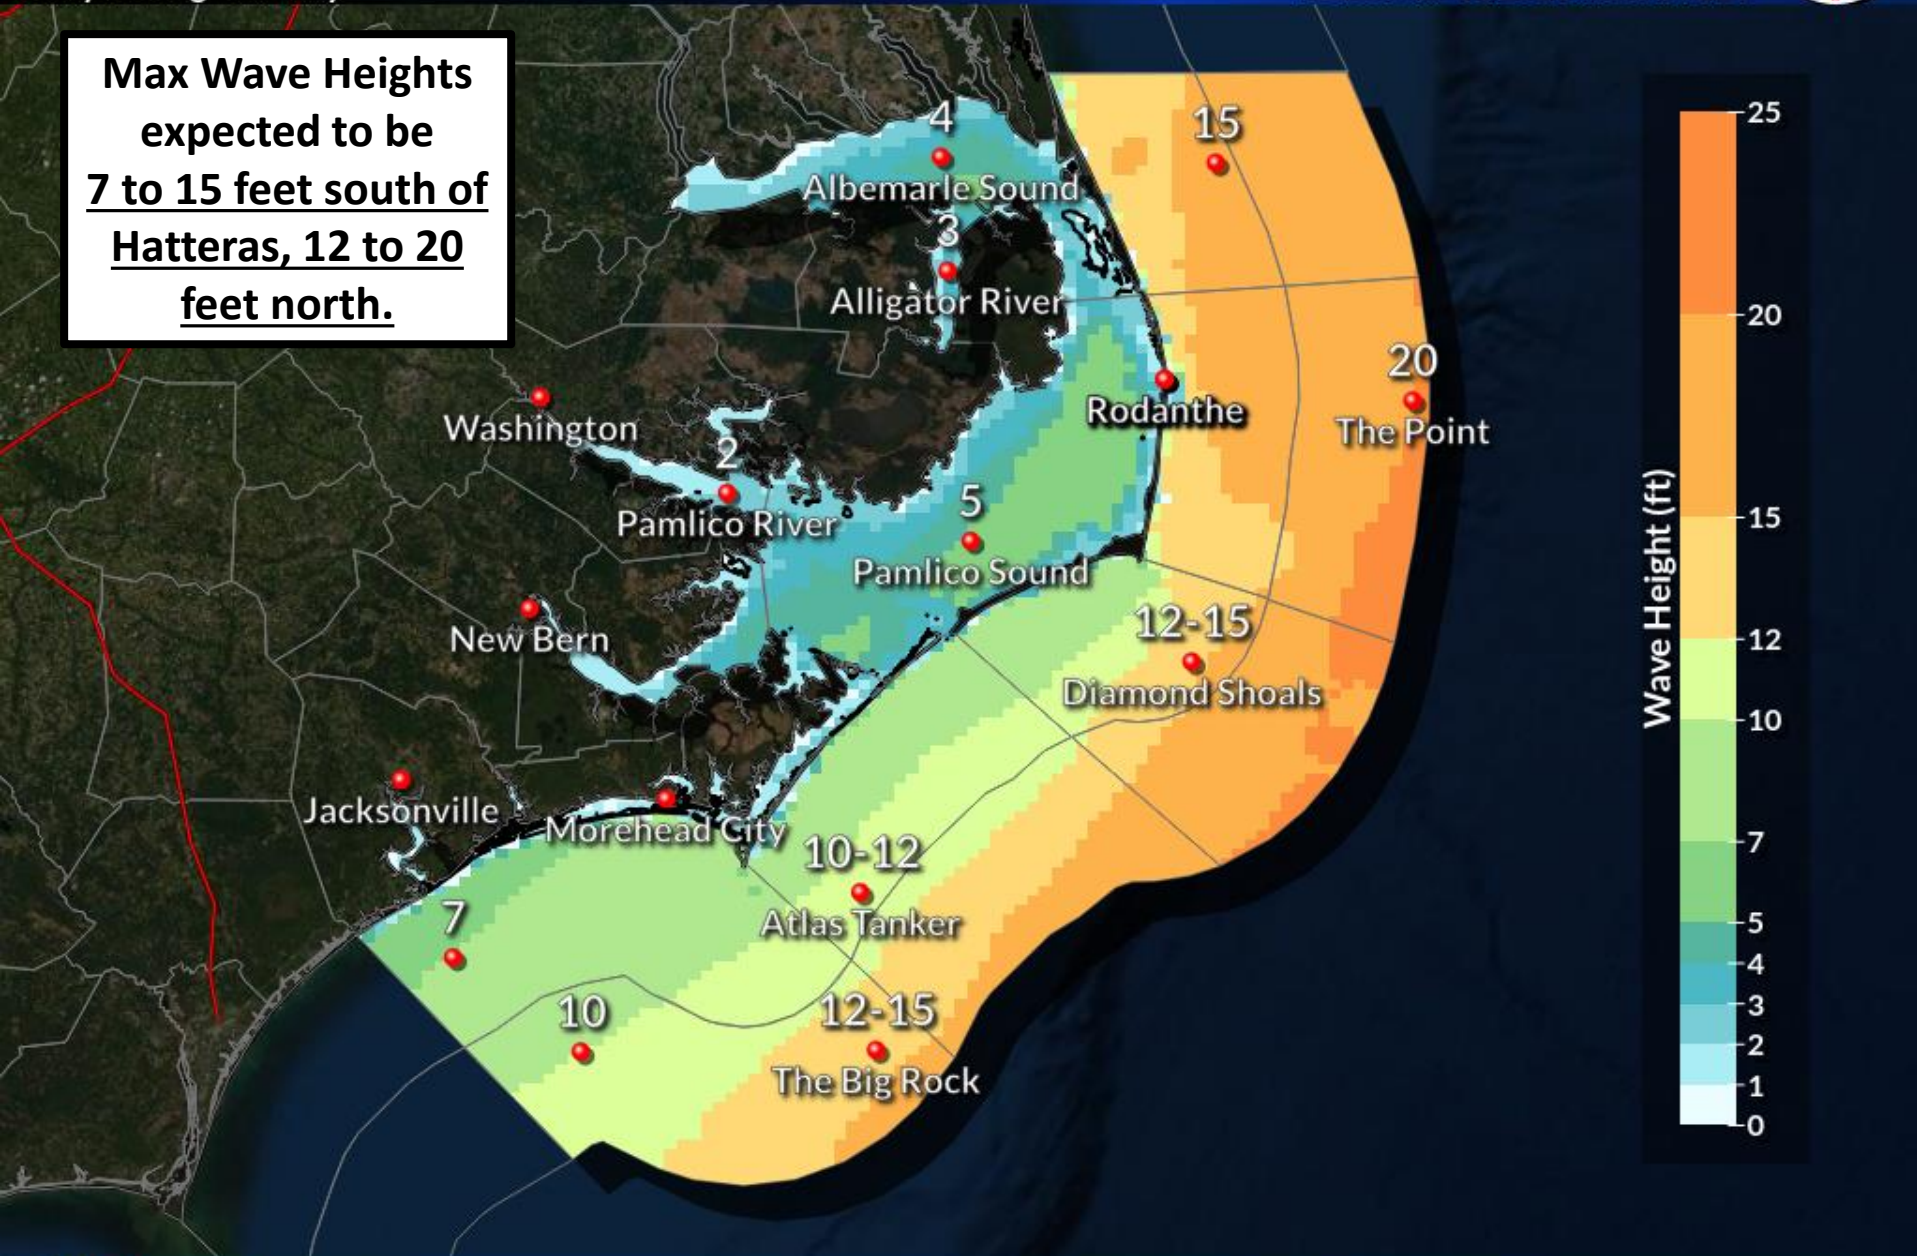 Max Wave Heights
expected to be
7 to 15 feet south of
Hatteras, 12 to 20
feet north.
4
Albemarle Sound
3
Alligator River
15
20
The Point
Rodanthe
Washington
2
Pamlico River
5
Pamlico Sound
New Bern
12-15
Diamond Shoals
Jacksonville
Morehead City
10-12
Atlas Tanker
7
10
12-15
The Big Rock
Wave Height (ft)
25
20
15
12
10
7
5
4
3
2
1
0